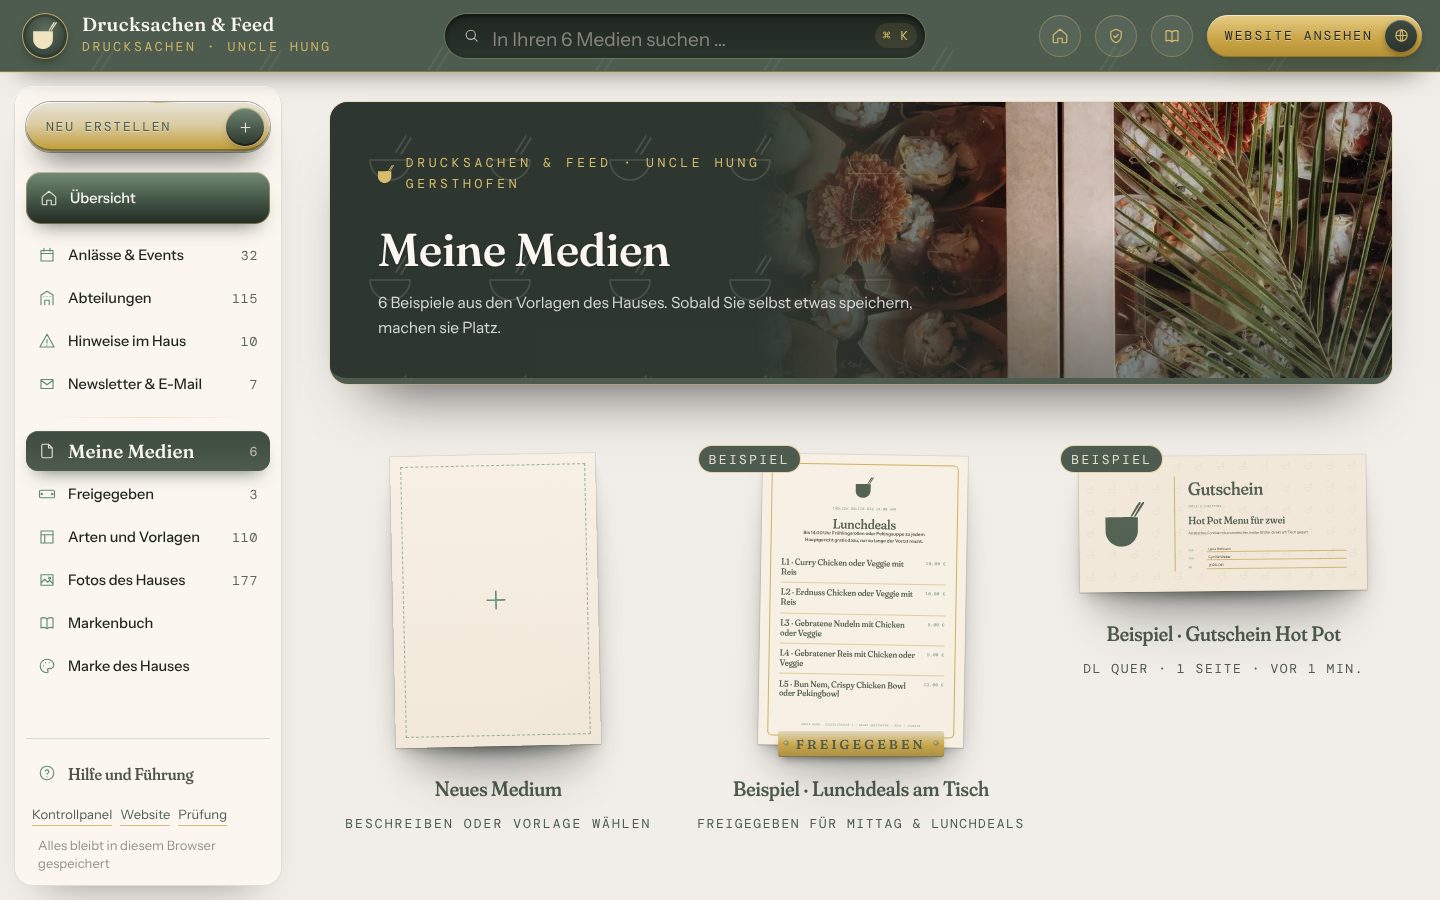 Drucksachen & Feed
DRUCKSACHEN · UNCLE HUNG
In Ihren 6 Medien suchen ...
⌘ K
WEBSITE ANSEHEN
NEU ERSTELLEN
Übersicht
Anlässe & Events 32
Abteilungen 115
Hinweise im Haus 10
Newsletter & E-Mail 7
Meine Medien 6
Freigegeben 3
Arten und Vorlagen 110
Fotos des Hauses 177
Markenbuch
Marke des Hauses
Hilfe und Führung
Kontrollpanel Website Prüfung
Alles bleibt in diesem Browser
gespeichert
DRUCKSACHEN & FEED · UNCLE HUNG
GERSTHOFEN
Meine Medien
6 Beispiele aus den Vorlagen des Hauses. Sobald Sie selbst etwas speichern,
machen sie Platz.
Neues Medium
BESCHREIBEN ODER VORLAGE WÄHLEN
BEISPIEL
Lunchdeals
L1 · Curry Chicken oder Veggie mit
Reis
L2 · Erdnuss Chicken oder Veggie mit
Reis
L3 · Gebratene Nudeln mit Chicken
oder Veggie
L4 · Gebratener Reis mit Chicken oder
Veggie
L5 · Bun Nem, Crispy Chicken Bowl
oder Pekingbowl
FREIGEGEBEN
Beispiel · Lunchdeals am Tisch
FREIGEGEBEN FÜR MITTAG & LUNCHDEALS
BEISPIEL
Gutschein
Hot Pot Menu für zwei
Beispiel · Gutschein Hot Pot
DL QUER · 1 SEITE · VOR 1 MIN.